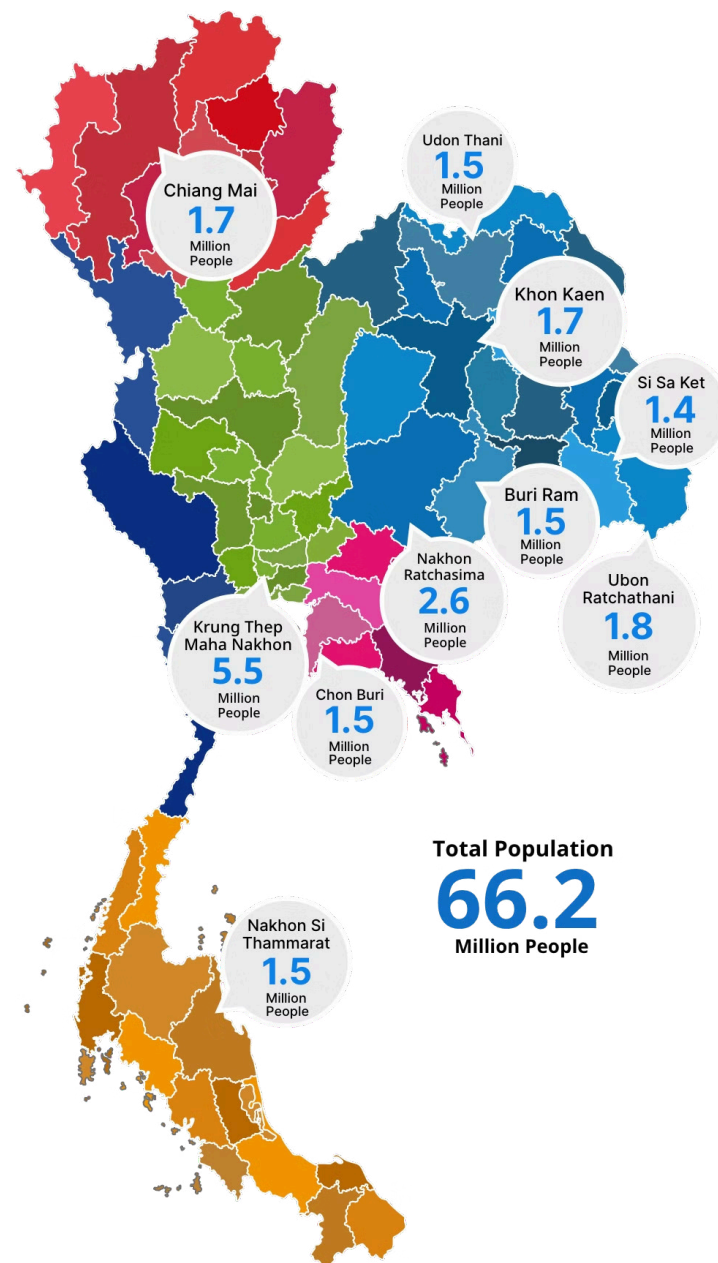 Udon Thani
1.5
Million
People
Chiang Mai
1.7
Million
People
Khon Kaen
1.7
Million
People
Si Sa Ket
1.4
Million
People
Buri Ram
1.5
Million
People
Nakhon
Ratchasima
2.6
Million
People
Ubon
Ratchathani
1.8
Million
People
Krung Thep
Maha Nakhon
5.5
Million
People
Chon Buri
1.5
Million
People
Total Population
66.2
Million People
Nakhon Si
Thammarat
1.5
Million
People